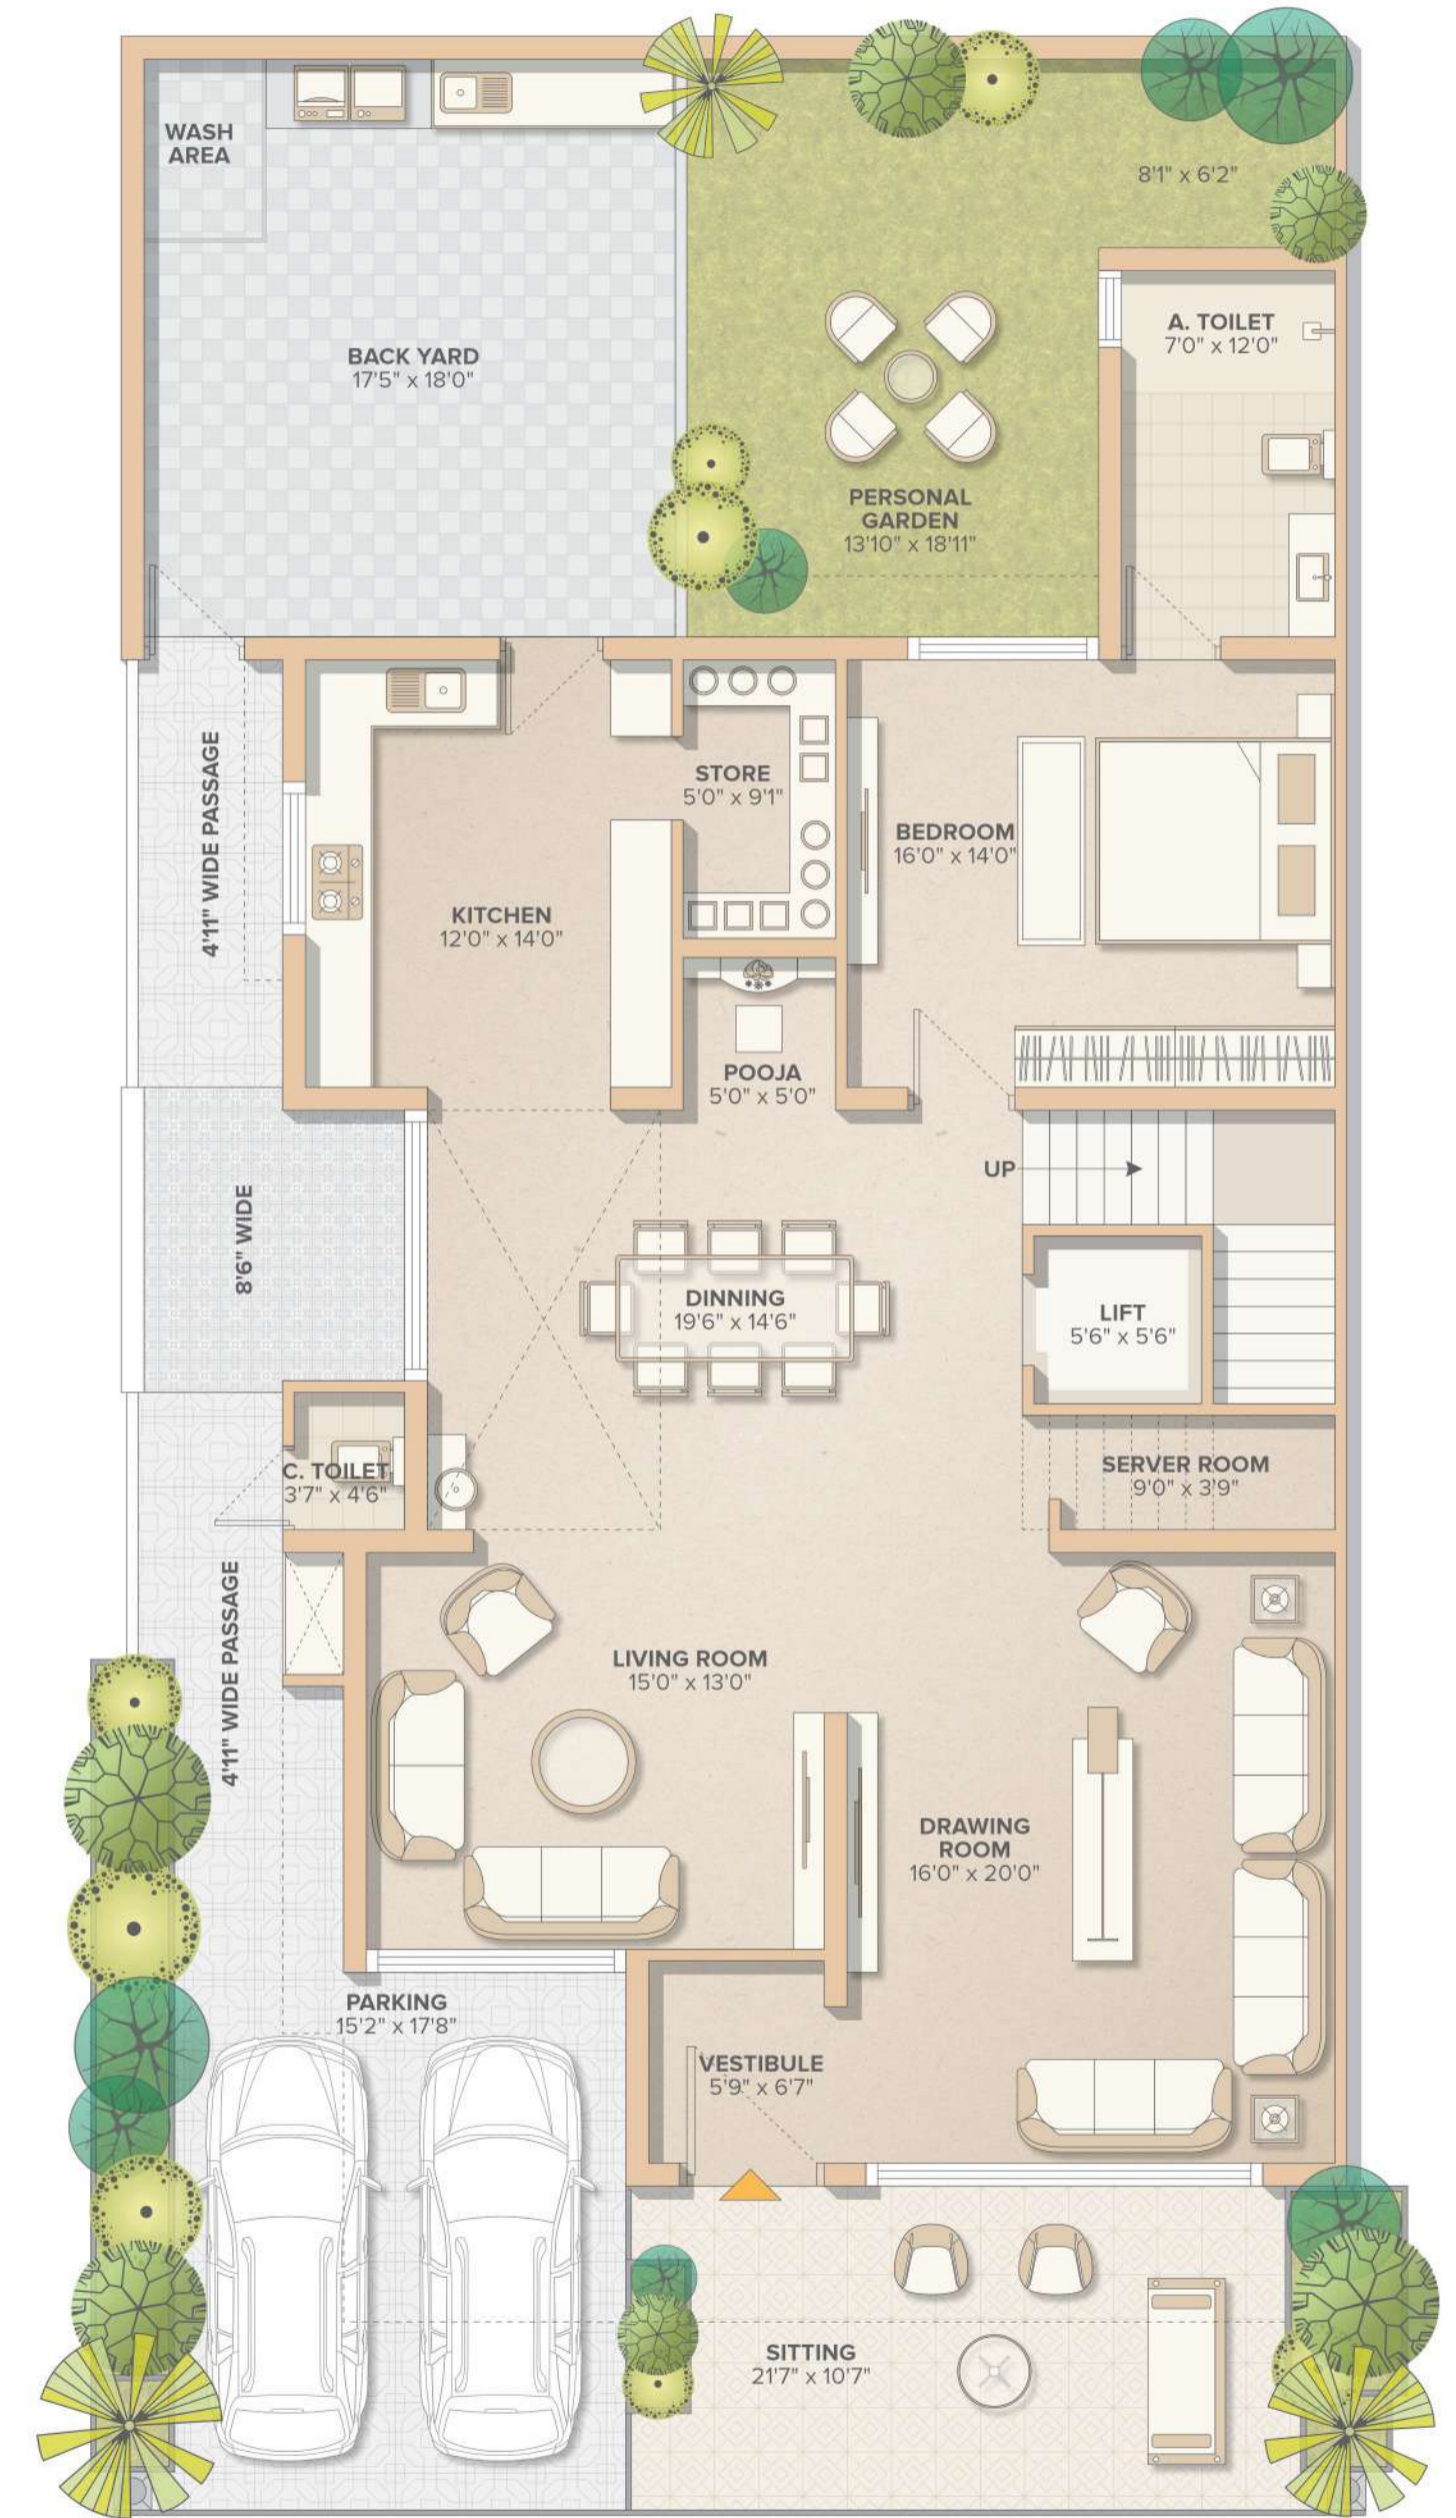 WASH
AREA
8'1" x 6'2"
A. TOILET
7'0" x 12'0"
BACK YARD
17'5" x 18'0"
PERSONAL
GARDEN
13'10" x 18'11"
4'11" WIDE PASSAGE
STORE
5'0" x 9'1"
BEDROOM
16'0" x 14'0"
KITCHEN
12'0" x 14'0"
POOJA
5'0" x 5'0"
UP
8'6" WIDE
DINNING
19'6" x 14'6"
LIFT
5'6" x 5'6"
C. TOILET
3'7" x 4'6"
SERVER ROOM
9'0" x 3'9"
4'11" WIDE PASSAGE
LIVING ROOM
15'0" x 13'0"
DRAWING
ROOM
16'0" x 20'0"
PARKING
15'2" x 17'8"
VESTIBULE
5'9" x 6'7"
SITTING
21'7" x 10'7"